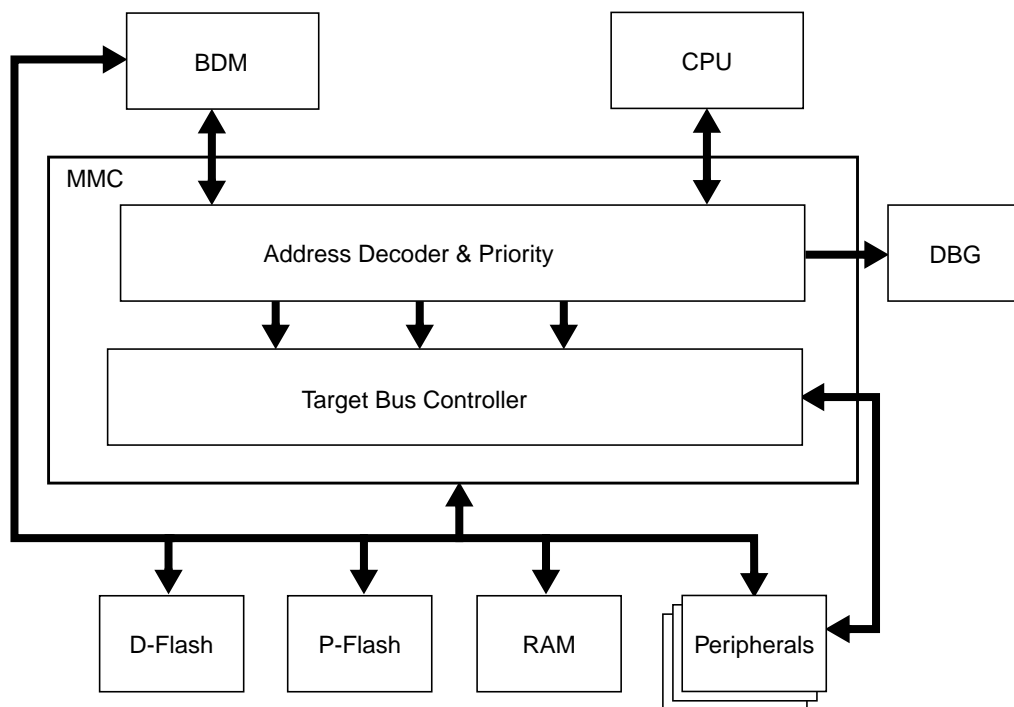 BDM
CPU
MMC
Address Decoder & Priority
DBG
Target Bus Controller
D-Flash
P-Flash
RAM
Peripherals